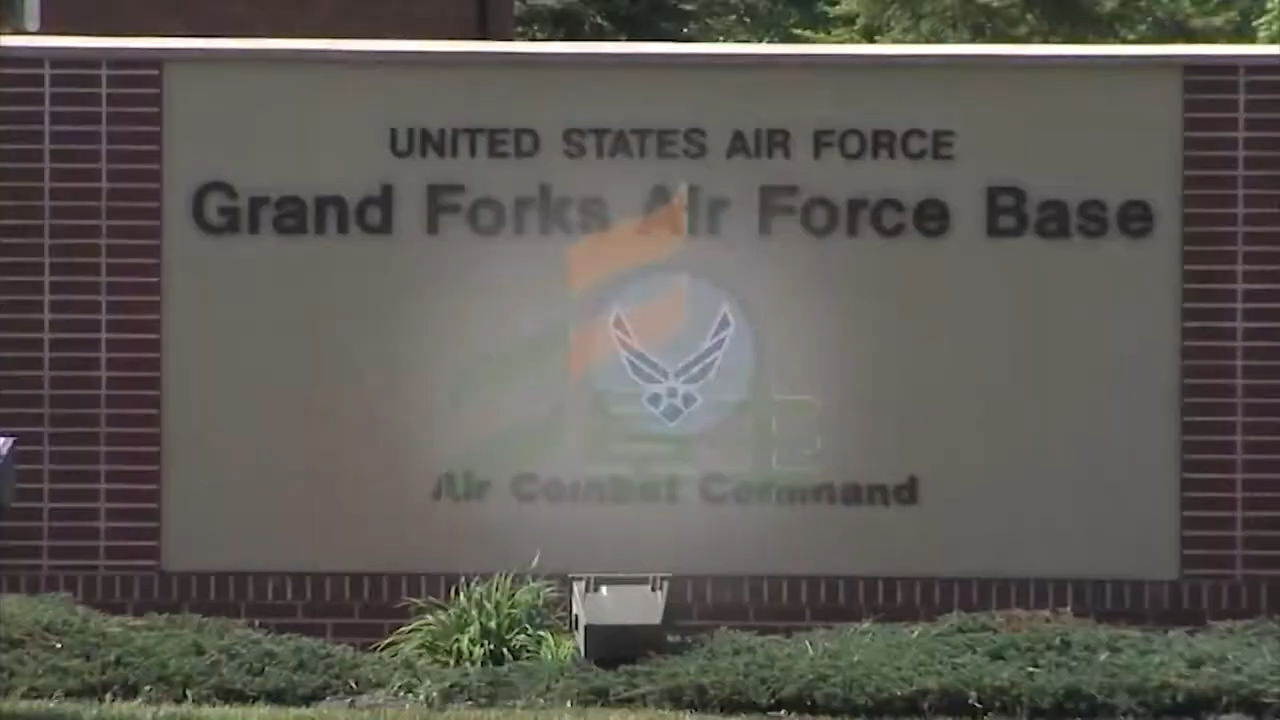 UNITED STATES AIR FORCE
Grand Forks Air Force Base
Air Combat Command